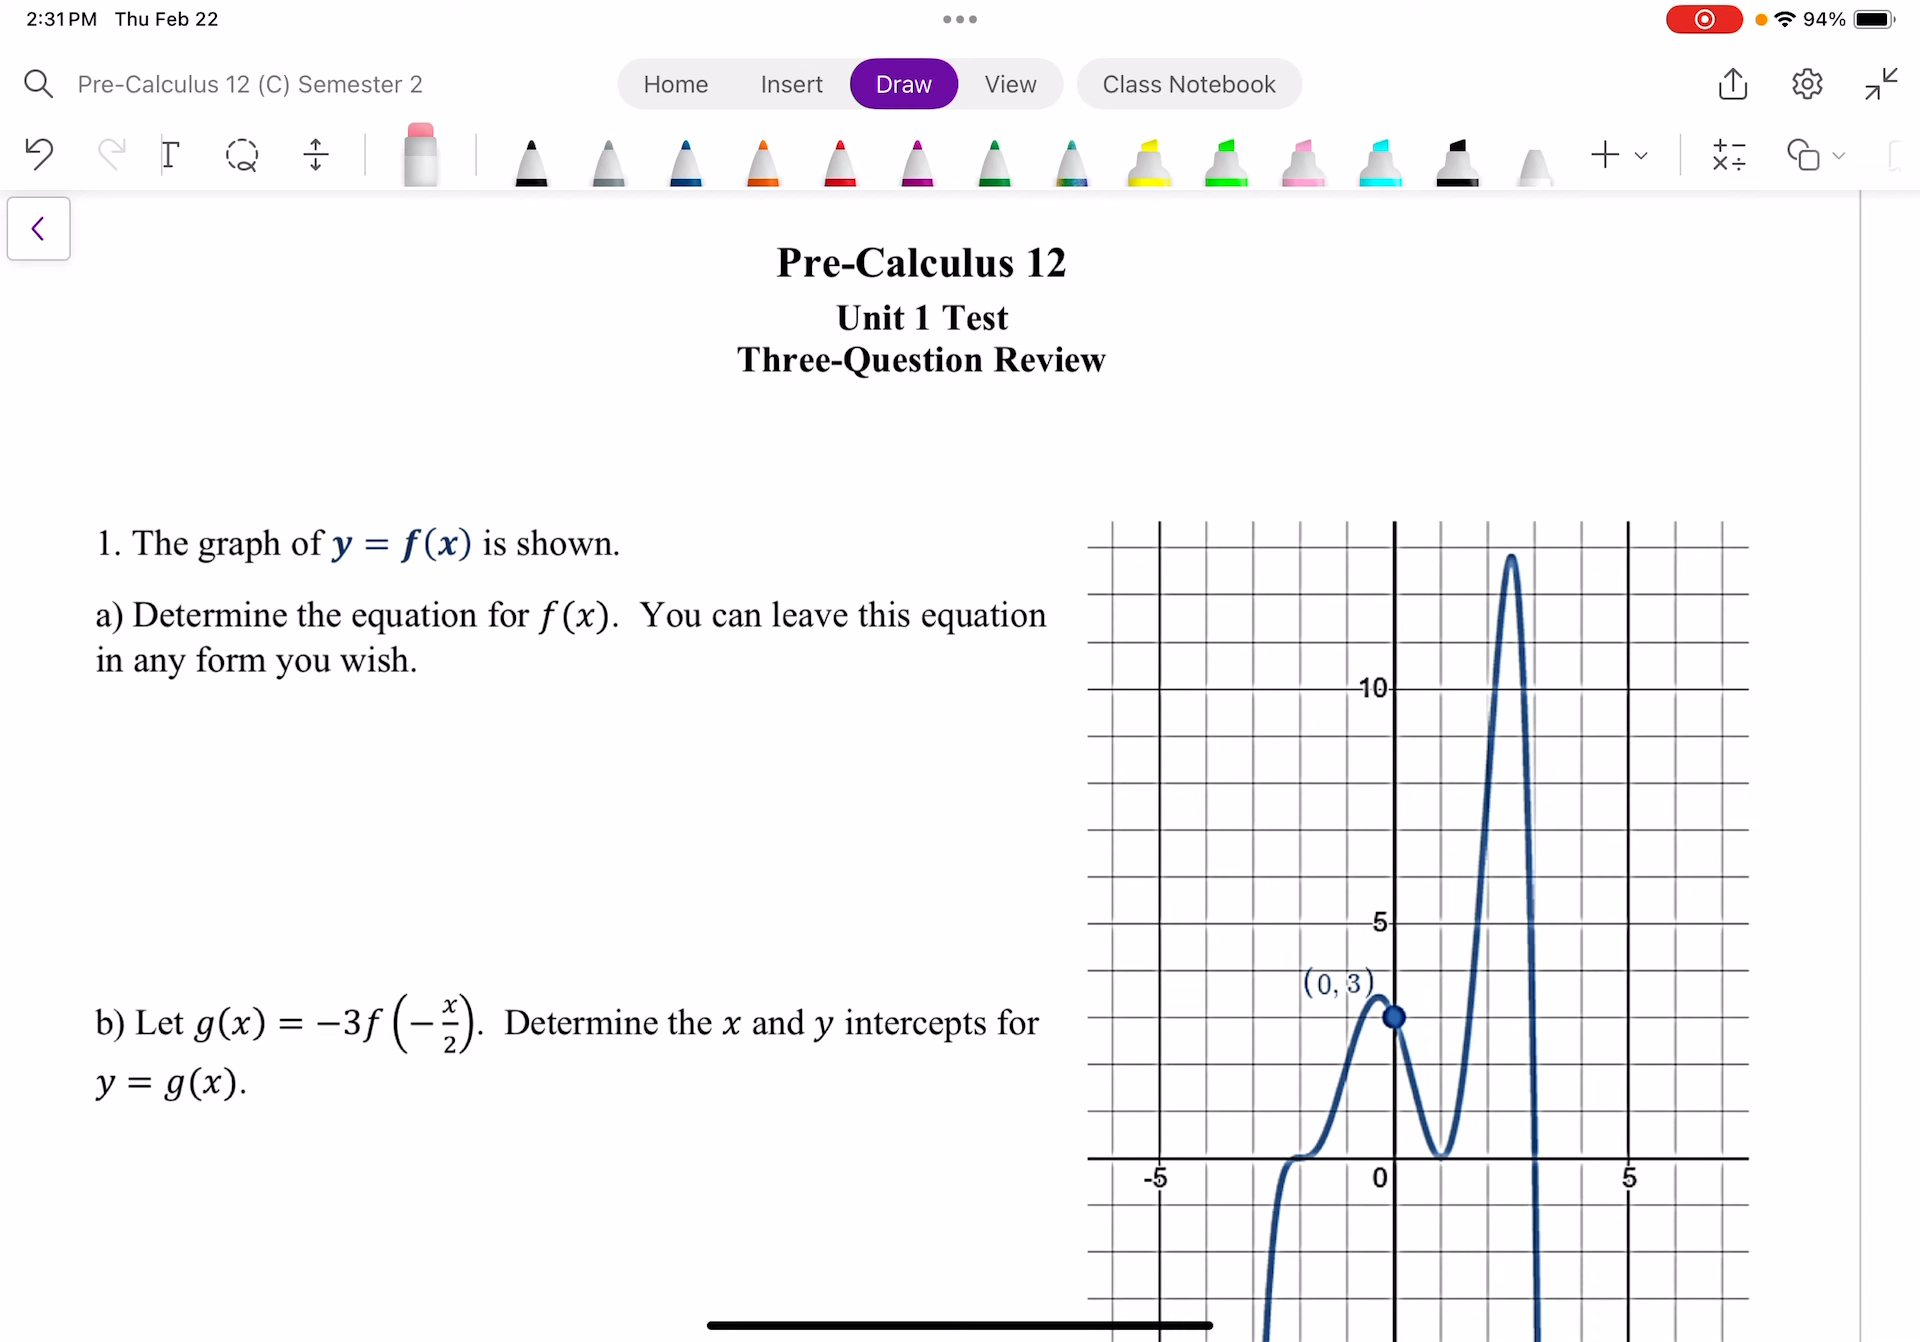 2:31 PM Thu Feb 22
94%
Pre-Calculus 12 (C) Semester 2
Home Insert Draw View Class Notebook
Pre-Calculus 12
Unit 1 Test
Three-Question Review
1. The graph of y = f(x) is shown.
a) Determine the equation for f(x). You can leave this equation
in any form you wish.
b) Let g(x) = −3f(−x/2). Determine the x and y intercepts for
y = g(x).
10
5
(0, 3)
-5 0 5